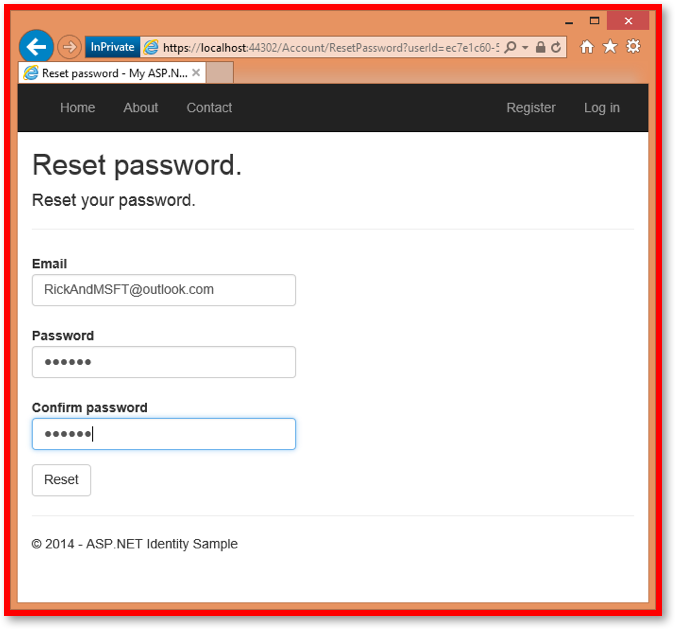 InPrivate https://localhost:44302/Account/ResetPassword?userId=ec7e1c60-5
Reset password - My ASP.N...
Home About Contact Register Log in
Reset password.
Reset your password.
Email
RickAndMSFT@outlook.com
Password
••••••
Confirm password
••••••
Reset
© 2014 - ASP.NET Identity Sample